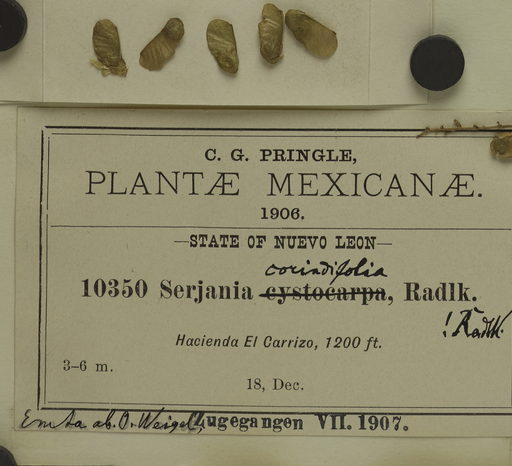 C. G. PRINGLE,
PLANTÆ MEXICANÆ.
1906.
—STATE OF NUEVO LEON—
corindifolia
10350 Serjania cystocarpa, Radlk.
! Radlk.
Hacienda El Carrizo, 1200 ft.
3-6 m.
18, Dec.
Emta ab. O. Weigel, Zugegangen VII. 1907.